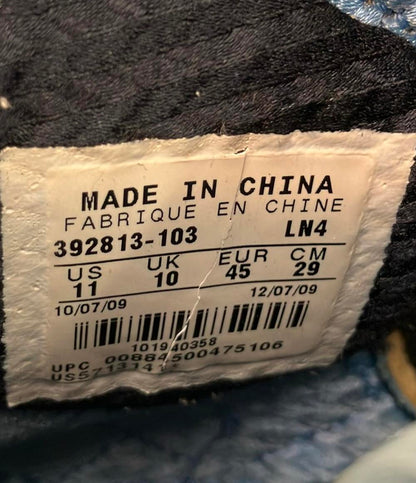 MADE IN CHINA
FABRIQUE EN CHINE
392813-103 LN4
US UK EUR CM
11 10 45 29
10/07/09 12/07/09
101940358
UPC 00884500475106